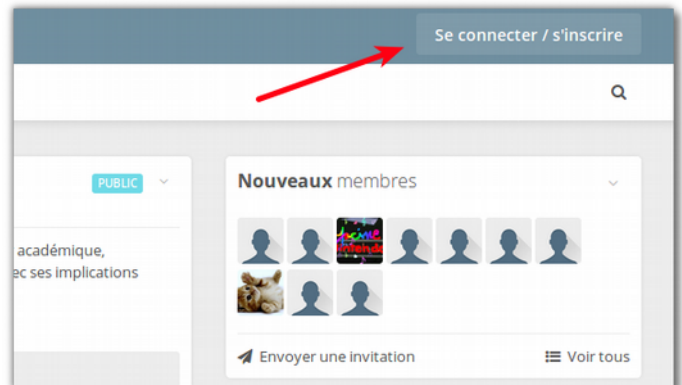 Se connecter / s'inscrire
PUBLIC
Nouveaux membres
académique,
ec ses implications
Envoyer une invitation
Voir tous